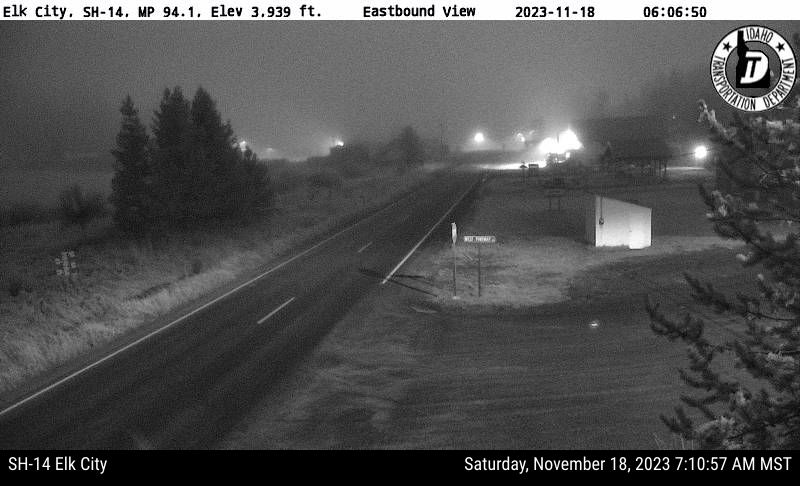 Elk City, SH-14, MP 94.1, Elev 3,939 ft. Eastbound View 2023-11-18 06:06:50
IDAHO
TRANSPORTATION DEPARTMENT
SH-14 Elk City Saturday, November 18, 2023 7:10:57 AM MST